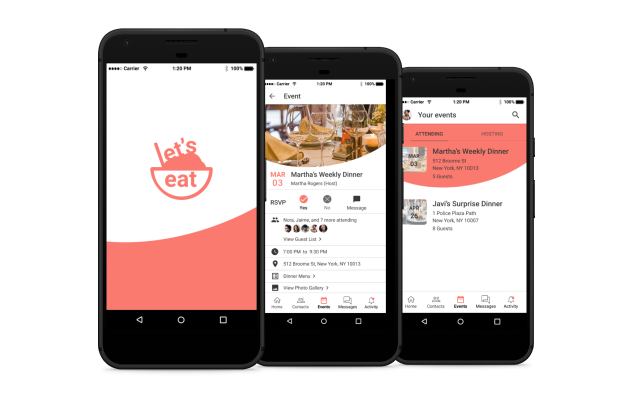 Carrier
1:20 PM
100%
let's
eat
Carrier
1:20 PM
100%
Event
MAR
03
Martha's Weekly Dinner
Martha Rogers (Host)
RSVP
Yes
No
Message
Nura, Jaime, and 7 more attending
View Guest List >
7:00 PM to 9:30 PM
512 Broome St, New York, NY 10013
Dinner Menu >
View Photo Gallery >
Home
Contacts
Events
Messages
Activity
Carrier
1:20 PM
100%
Your events
ATTENDING
HOSTING
MAR
03
Martha's Weekly Dinner
512 Broome St
New York, NY 10013
5 Guests
APR
25
Javi's Surprise Dinner
1 Police Plaza Path
New York, NY 10007
8 Guests
Home
Contacts
Events
Messages
Activity